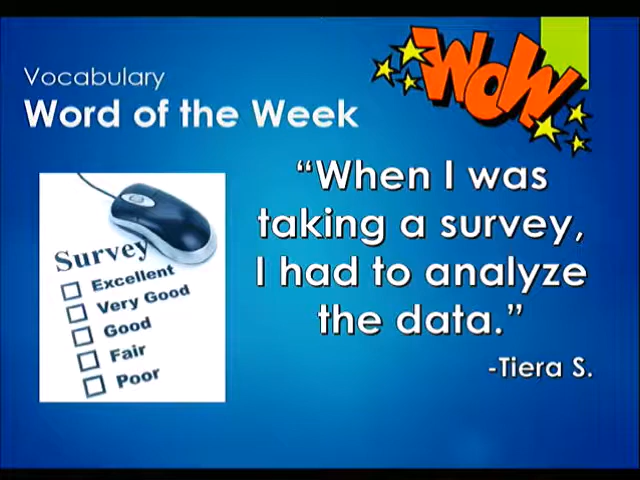 Vocabulary
Word of the Week
WOW
Survey
Excellent
Very Good
Good
Fair
Poor
“When I was
taking a survey,
I had to analyze
the data.”
-Tiera S.